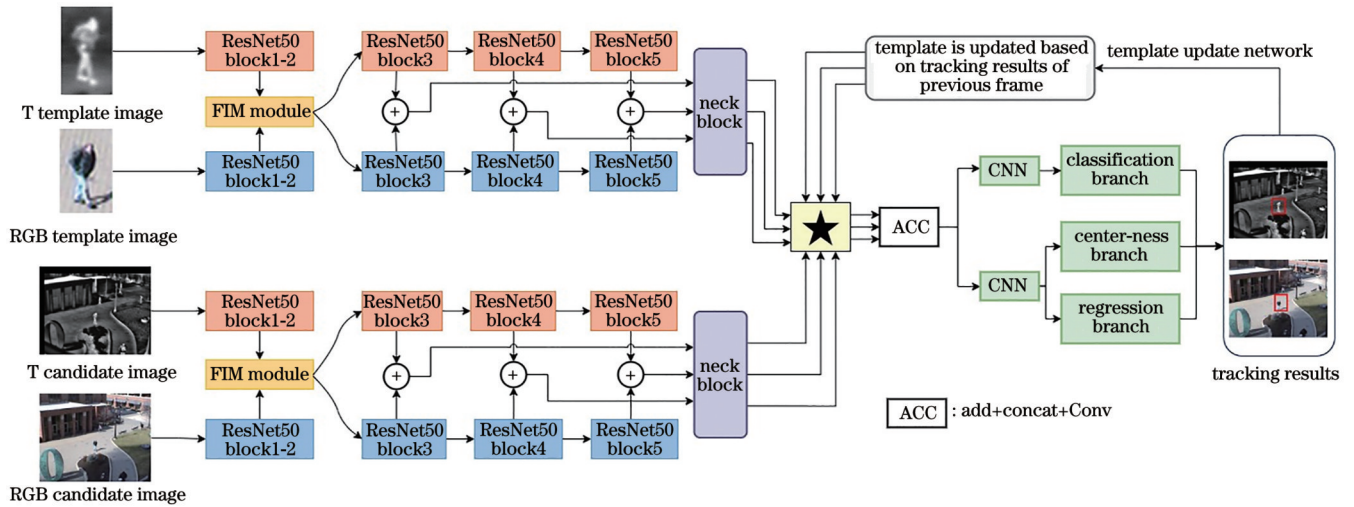 T template image
RGB template image
ResNet50
block1-2
FIM module
ResNet50
block1-2
ResNet50
block3
ResNet50
block4
ResNet50
block5
+
+
+
ResNet50
block3
ResNet50
block4
ResNet50
block5
neck
block
template is updated based
on tracking results of
previous frame
template update network
T candidate image
RGB candidate image
ResNet50
block1-2
FIM module
ResNet50
block1-2
ResNet50
block3
ResNet50
block4
ResNet50
block5
+
+
+
ResNet50
block3
ResNet50
block4
ResNet50
block5
neck
block
ACC
CNN
classification
branch
CNN
center-ness
branch
regression
branch
tracking results
ACC : add+concat+Conv